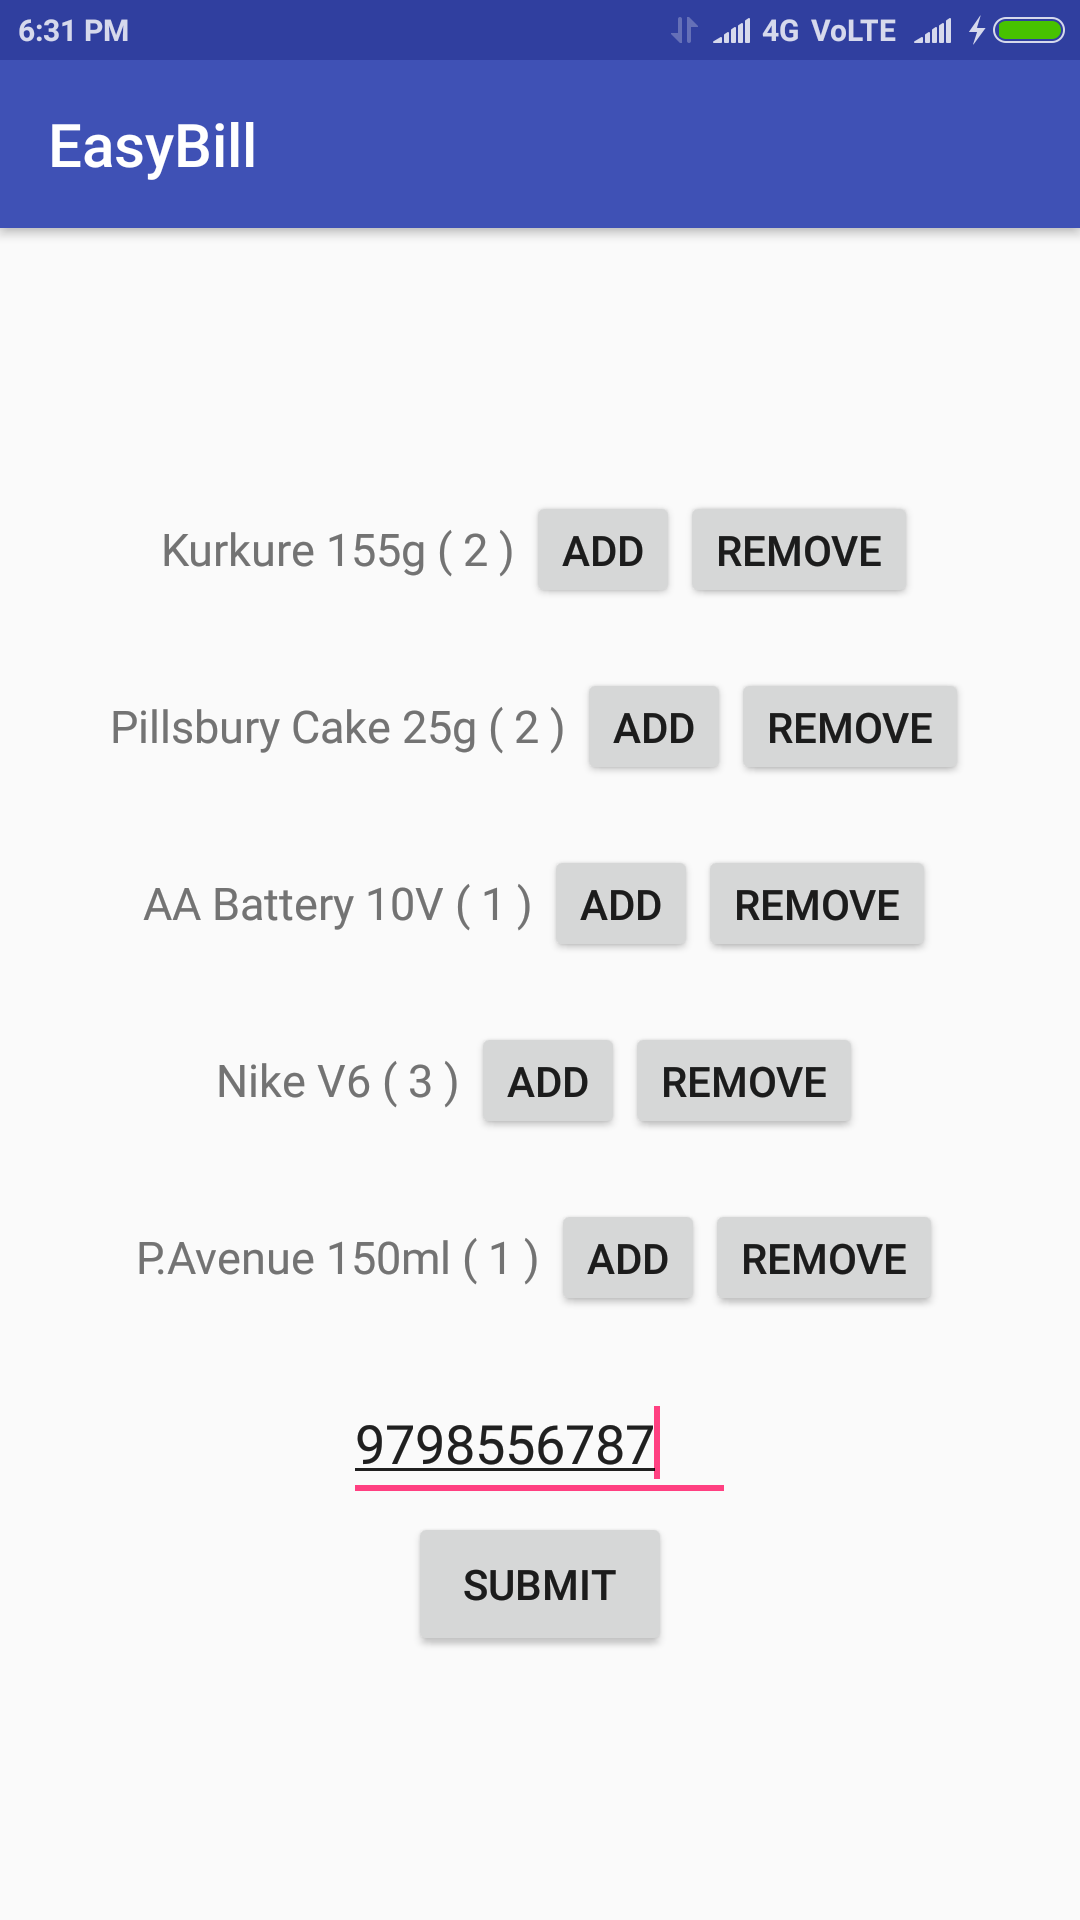 6:31 PM 4G VoLTE
EasyBill
Kurkure 155g ( 2 ) ADD REMOVE
Pillsbury Cake 25g ( 2 ) ADD REMOVE
AA Battery 10V ( 1 ) ADD REMOVE
Nike V6 ( 3 ) ADD REMOVE
P.Avenue 150ml ( 1 ) ADD REMOVE
9798556787
SUBMIT